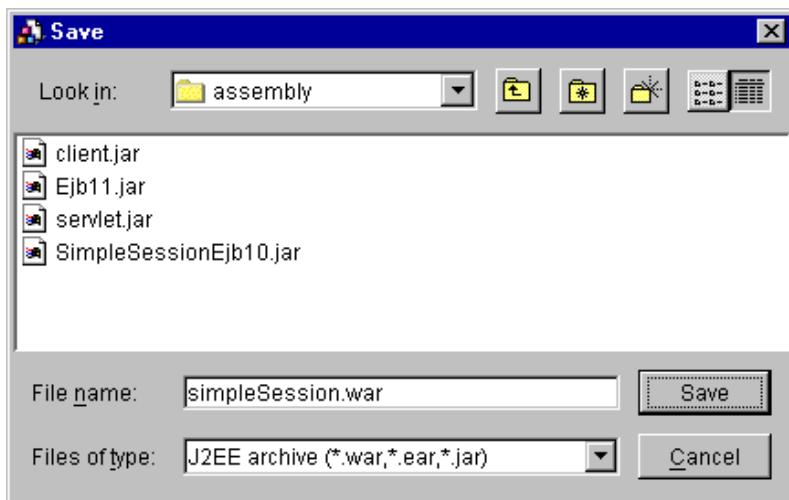 Save
Look in: assembly
client.jar
Ejb11.jar
servlet.jar
SimpleSessionEjb10.jar
File name: simpleSession.war Save
Files of type: J2EE archive (*.war,*.ear,*.jar) Cancel